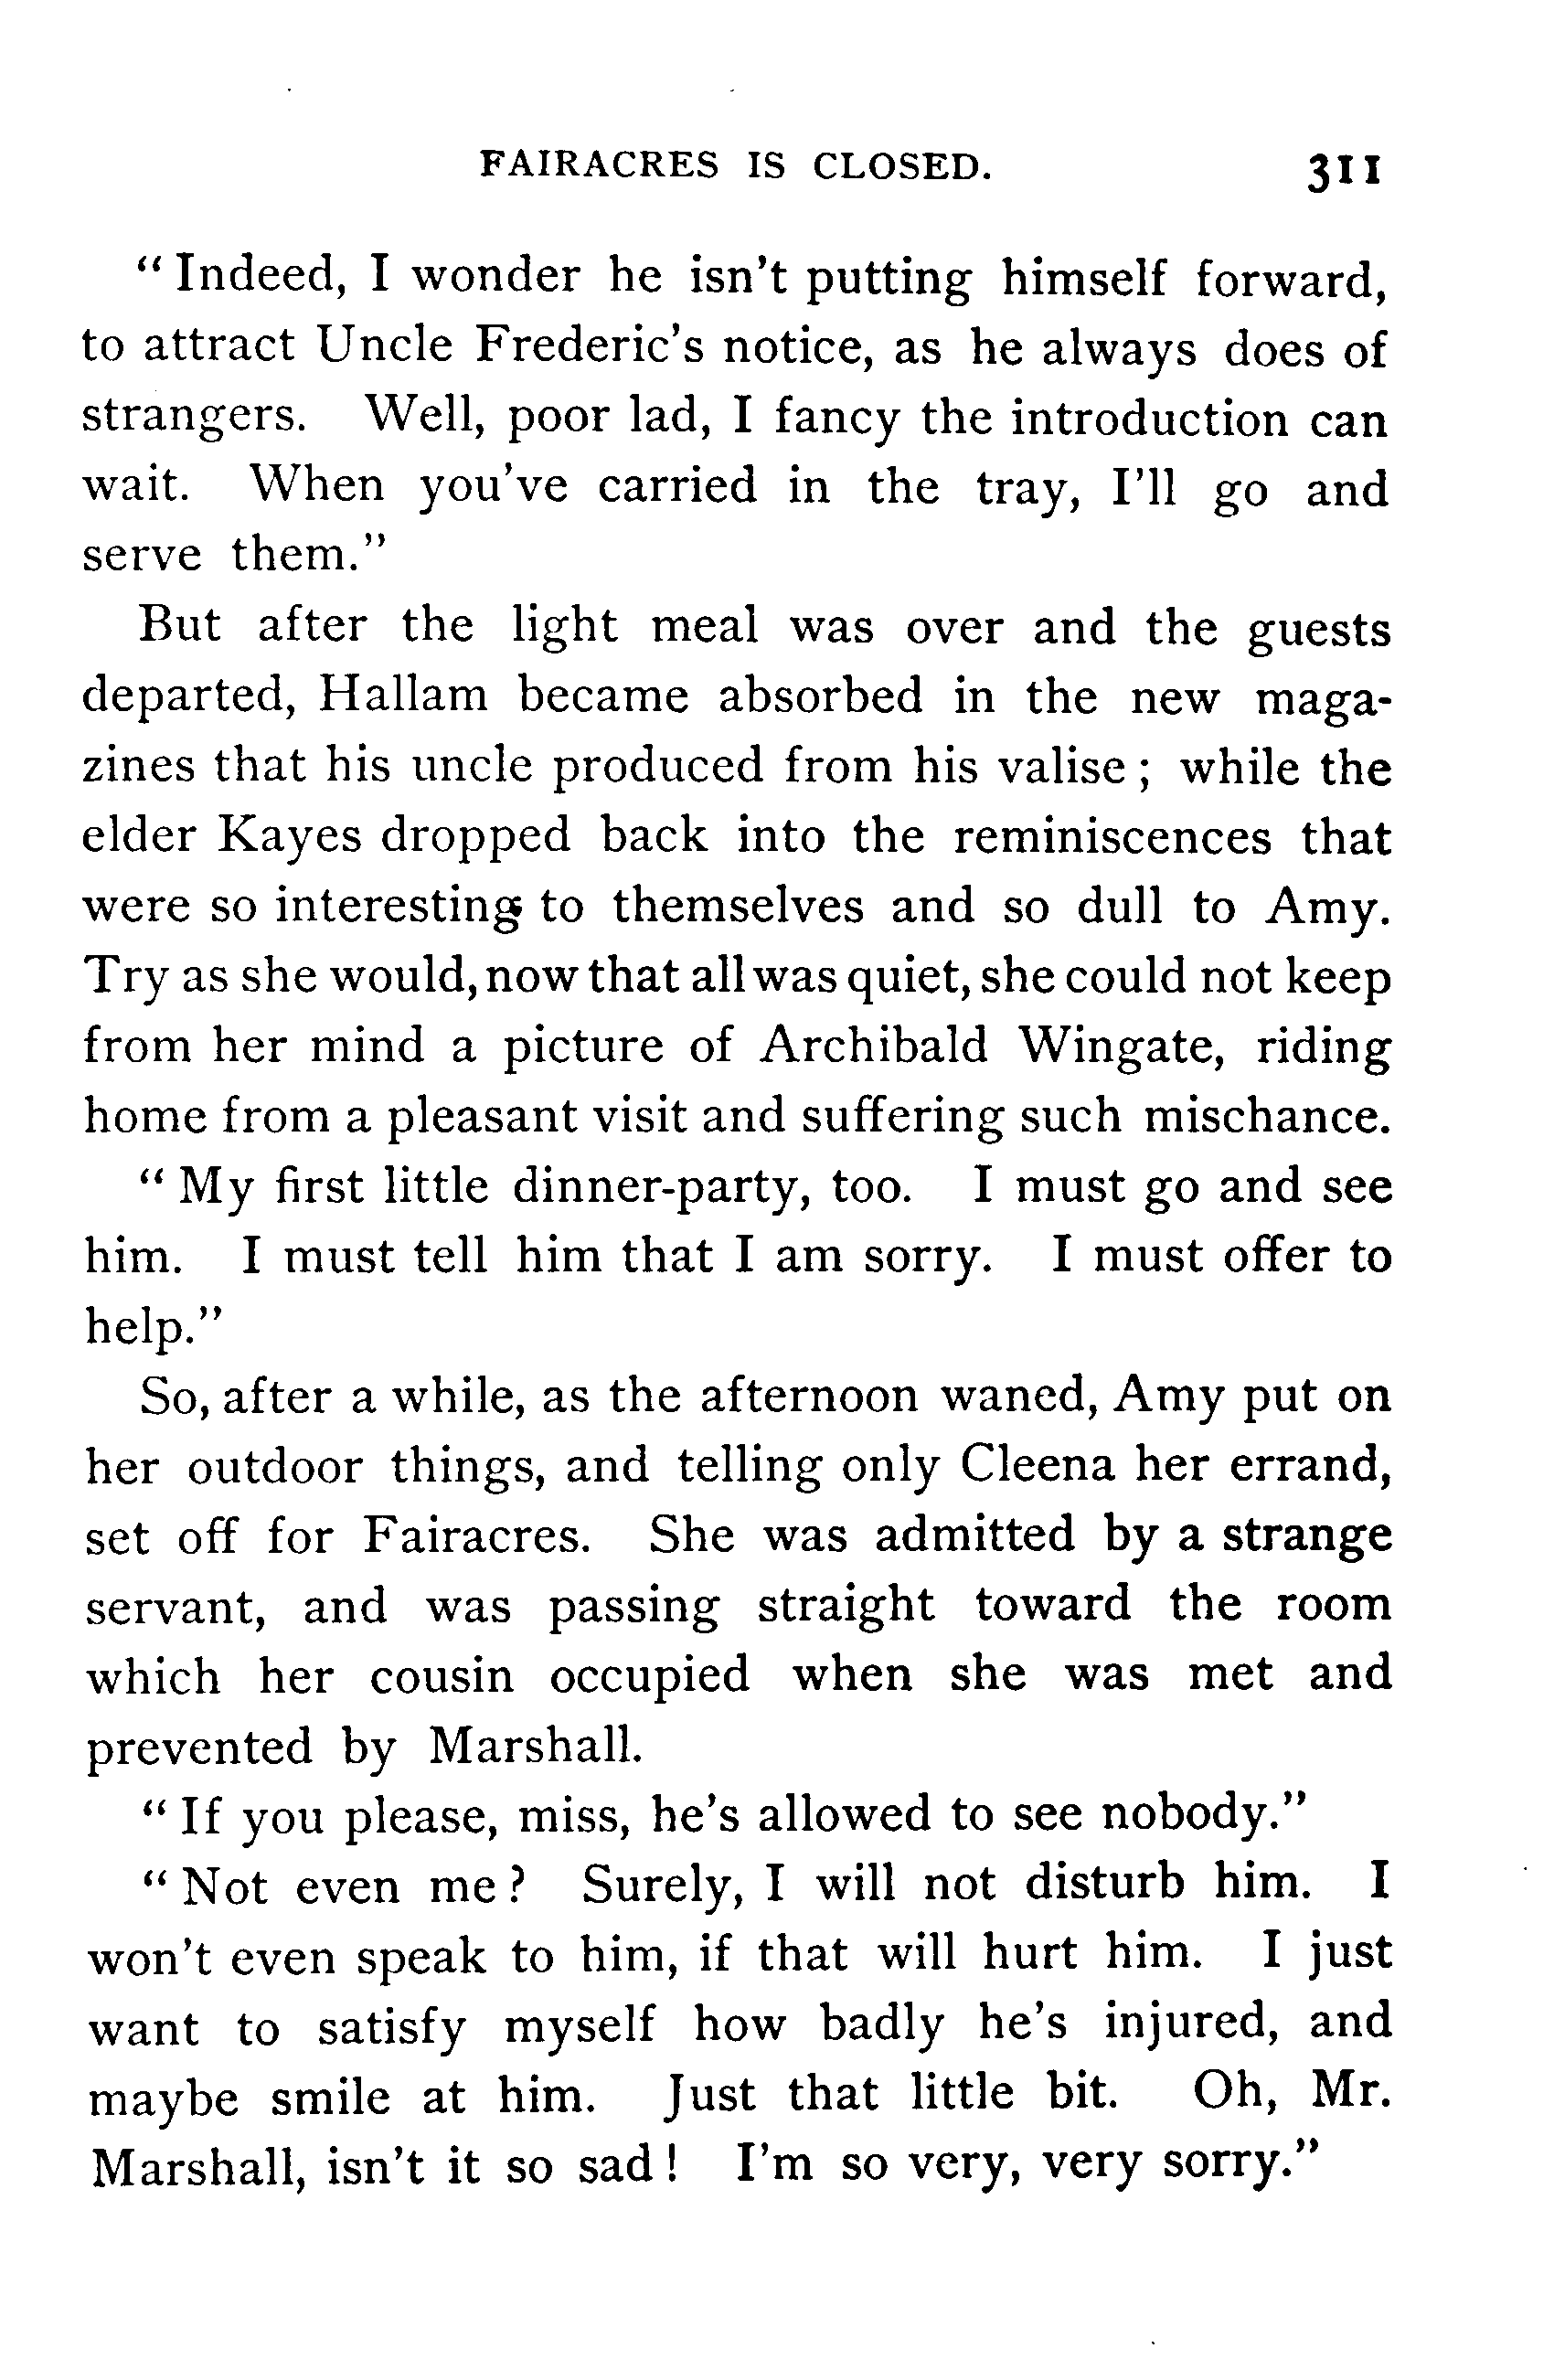 FAIRACRES IS CLOSED. 311
“Indeed, I wonder he isn’t putting himself forward,
to attract Uncle Frederic’s notice, as he always does of
strangers. Well, poor lad, I fancy the introduction can
wait. When you’ve carried in the tray, I’ll go and
serve them.”
But after the light meal was over and the guests
departed, Hallam became absorbed in the new maga-
zines that his uncle produced from his valise; while the
elder Kayes dropped back into the reminiscences that
were so interesting to themselves and so dull to Amy.
Try as she would, now that all was quiet, she could not keep
from her mind a picture of Archibald Wingate, riding
home from a pleasant visit and suffering such mischance.
“My first little dinner-party, too. I must go and see
him. I must tell him that I am sorry. I must offer to
help.”
So, after a while, as the afternoon waned, Amy put on
her outdoor things, and telling only Cleena her errand,
set off for Fairacres. She was admitted by a strange
servant, and was passing straight toward the room
which her cousin occupied when she was met and
prevented by Marshall.
“If you please, miss, he’s allowed to see nobody.”
“Not even me? Surely, I will not disturb him. I
won’t even speak to him, if that will hurt him. I just
want to satisfy myself how badly he’s injured, and
maybe smile at him. Just that little bit. Oh, Mr.
Marshall, isn’t it so sad! I’m so very, very sorry.”